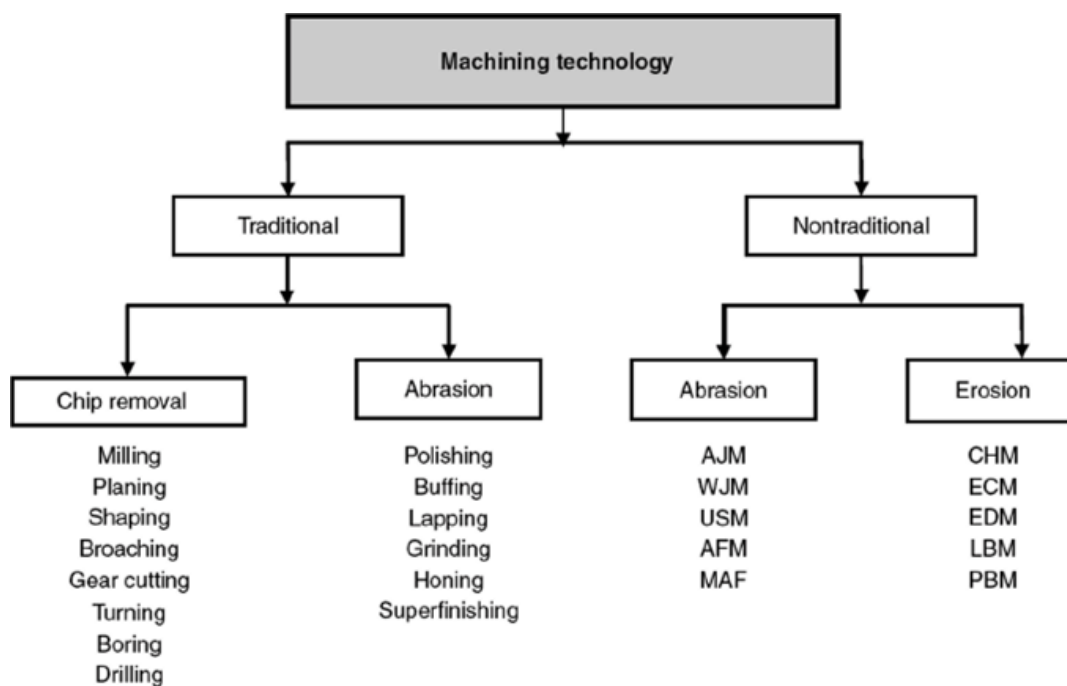 Machining technology
Traditional
Nontraditional
Chip removal
Milling
Planing
Shaping
Broaching
Gear cutting
Turning
Boring
Drilling
Abrasion
Polishing
Buffing
Lapping
Grinding
Honing
Superfinishing
Abrasion
AJM
WJM
USM
AFM
MAF
Erosion
CHM
ECM
EDM
LBM
PBM